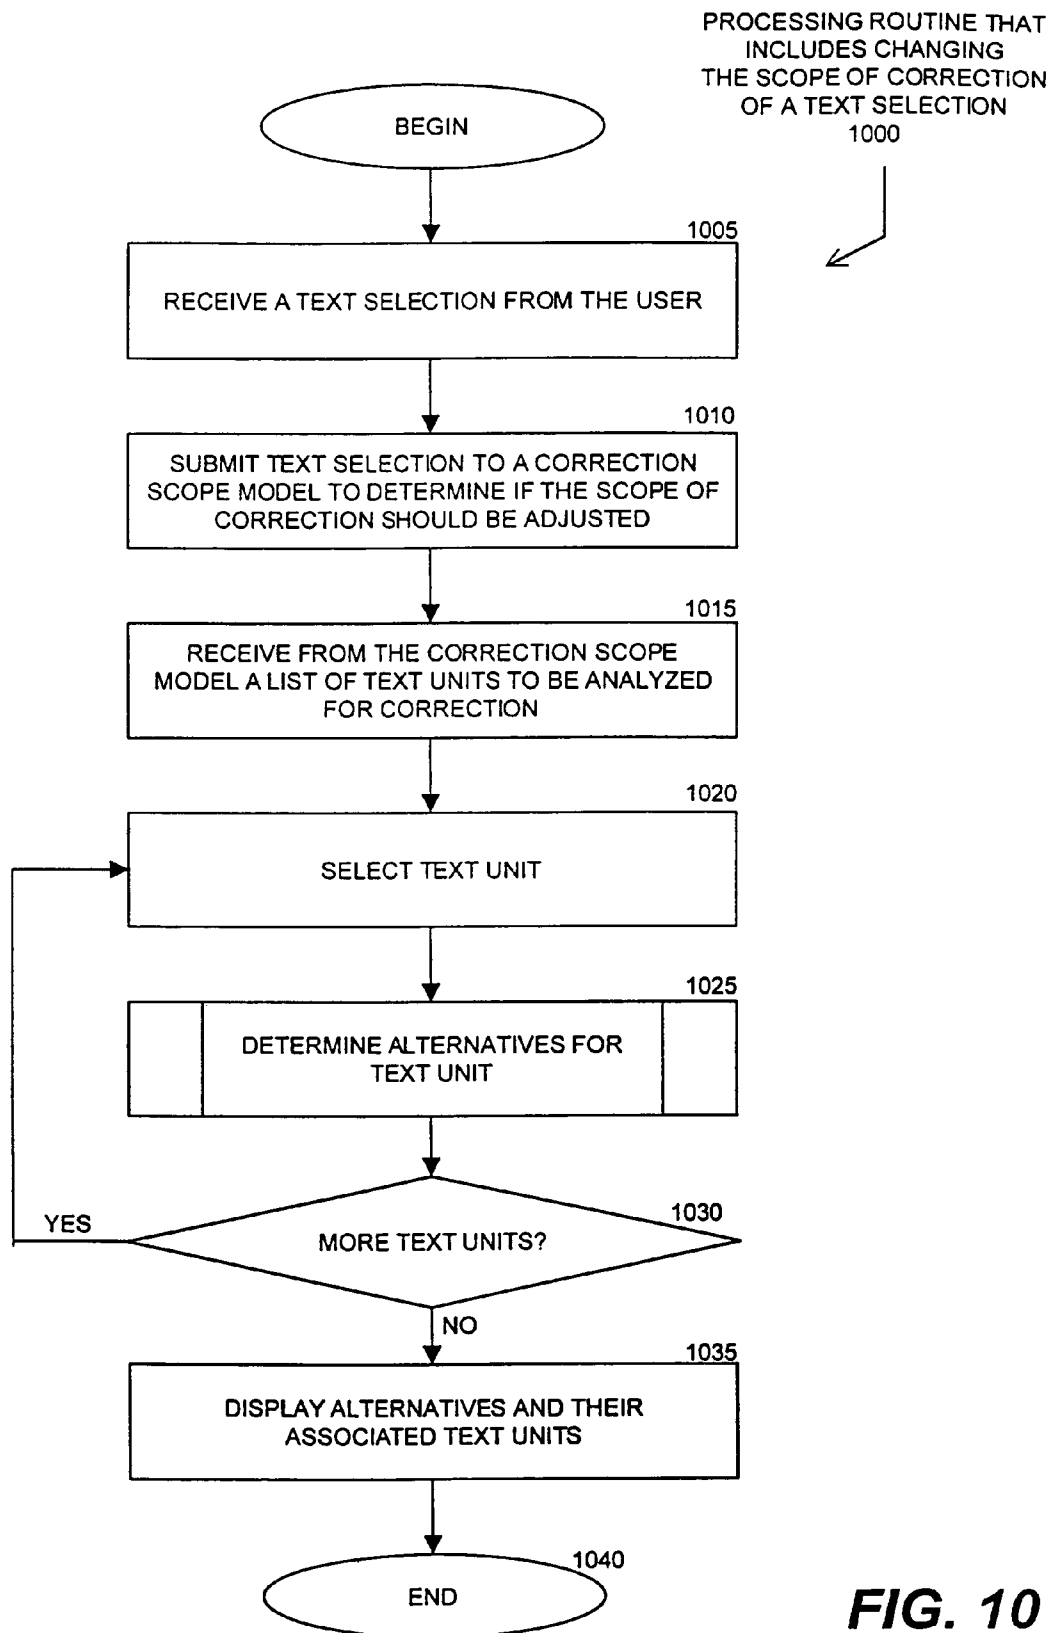 PROCESSING ROUTINE THAT
INCLUDES CHANGING
THE SCOPE OF CORRECTION
OF A TEXT SELECTION
1000
BEGIN
1005
RECEIVE A TEXT SELECTION FROM THE USER
1010
SUBMIT TEXT SELECTION TO A CORRECTION
SCOPE MODEL TO DETERMINE IF THE SCOPE OF
CORRECTION SHOULD BE ADJUSTED
1015
RECEIVE FROM THE CORRECTION SCOPE
MODEL A LIST OF TEXT UNITS TO BE ANALYZED
FOR CORRECTION
1020
SELECT TEXT UNIT
1025
DETERMINE ALTERNATIVES FOR
TEXT UNIT
1030
YES
MORE TEXT UNITS?
NO
1035
DISPLAY ALTERNATIVES AND THEIR
ASSOCIATED TEXT UNITS
1040
END
FIG. 10